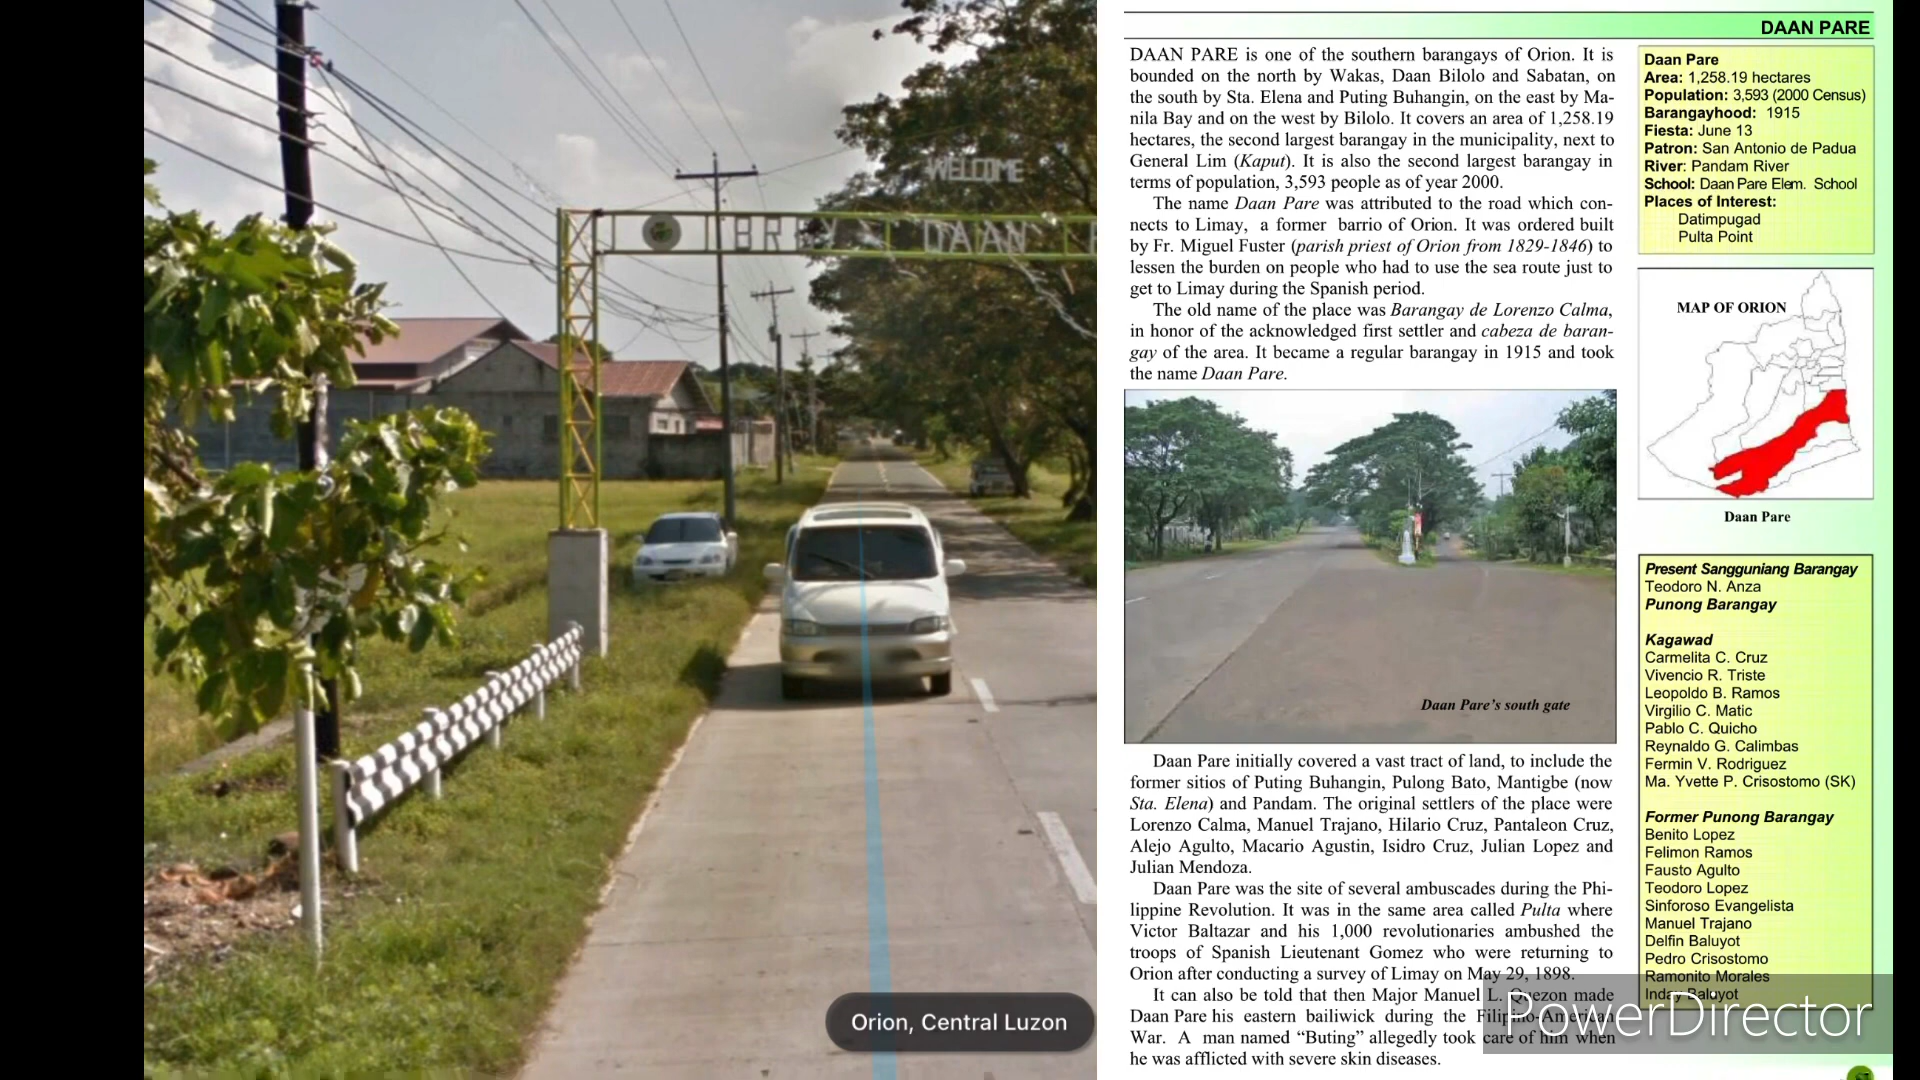 WELCOME
BRGY. DAAN
Orion, Central Luzon
DAAN PARE
DAAN PARE is one of the southern barangays of Orion. It is
bounded on the north by Wakas, Daan Bilolo and Sabatan, on
the south by Sta. Elena and Puting Buhangin, on the east by Ma-
nila Bay and on the west by Bilolo. It covers an area of 1,258.19
hectares, the second largest barangay in the municipality, next to
General Lim (Kaput). It is also the second largest barangay in
terms of population, 3,593 people as of year 2000.
The name Daan Pare was attributed to the road which con-
nects to Limay, a former barrio of Orion. It was ordered built
by Fr. Miguel Fuster (parish priest of Orion from 1829-1846) to
lessen the burden on people who had to use the sea route just to
get to Limay during the Spanish period.
The old name of the place was Barangay de Lorenzo Calma,
in honor of the acknowledged first settler and cabeza de baran-
gay of the area. It became a regular barangay in 1915 and took
the name Daan Pare.
Daan Pare's south gate
Daan Pare initially covered a vast tract of land, to include the
former sitios of Puting Buhangin, Pulong Bato, Mantigbe (now
Sta. Elena) and Pandam. The original settlers of the place were
Lorenzo Calma, Manuel Trajano, Hilario Cruz, Pantaleon Cruz,
Alejo Agulto, Macario Agustin, Isidro Cruz, Julian Lopez and
Julian Mendoza.
Daan Pare was the site of several ambuscades during the Phi-
lippine Revolution. It was in the same area called Pulta where
Victor Baltazar and his 1,000 revolutionaries ambushed the
troops of Spanish Lieutenant Gomez who were returning to
Orion after conducting a survey of Limay on May 29, 1898.
It can also be told that then Major Manuel L. Quezon made
Daan Pare his eastern bailiwick during the Filipino-American
War. A man named “Buting” allegedly took care of him when
he was afflicted with severe skin diseases.
Daan Pare
Area: 1,258.19 hectares
Population: 3,593 (2000 Census)
Barangayhood: 1915
Fiesta: June 13
Patron: San Antonio de Padua
River: Pandam River
School: Daan Pare Elem. School
Places of Interest:
Datimpugad
Pulta Point
MAP OF ORION
Daan Pare
Present Sangguniang Barangay
Teodoro N. Anza
Punong Barangay
Kagawad
Carmelita C. Cruz
Vivencio R. Triste
Leopoldo B. Ramos
Virgilio C. Matic
Pablo C. Quicho
Reynaldo G. Calimbas
Fermin V. Rodriguez
Ma. Yvette P. Crisostomo (SK)
Former Punong Barangay
Benito Lopez
Felimon Ramos
Fausto Agulto
Teodoro Lopez
Sinforoso Evangelista
Manuel Trajano
Delfin Baluyot
Pedro Crisostomo
Ramonito Morales
Inday Baluyot
PowerDirector